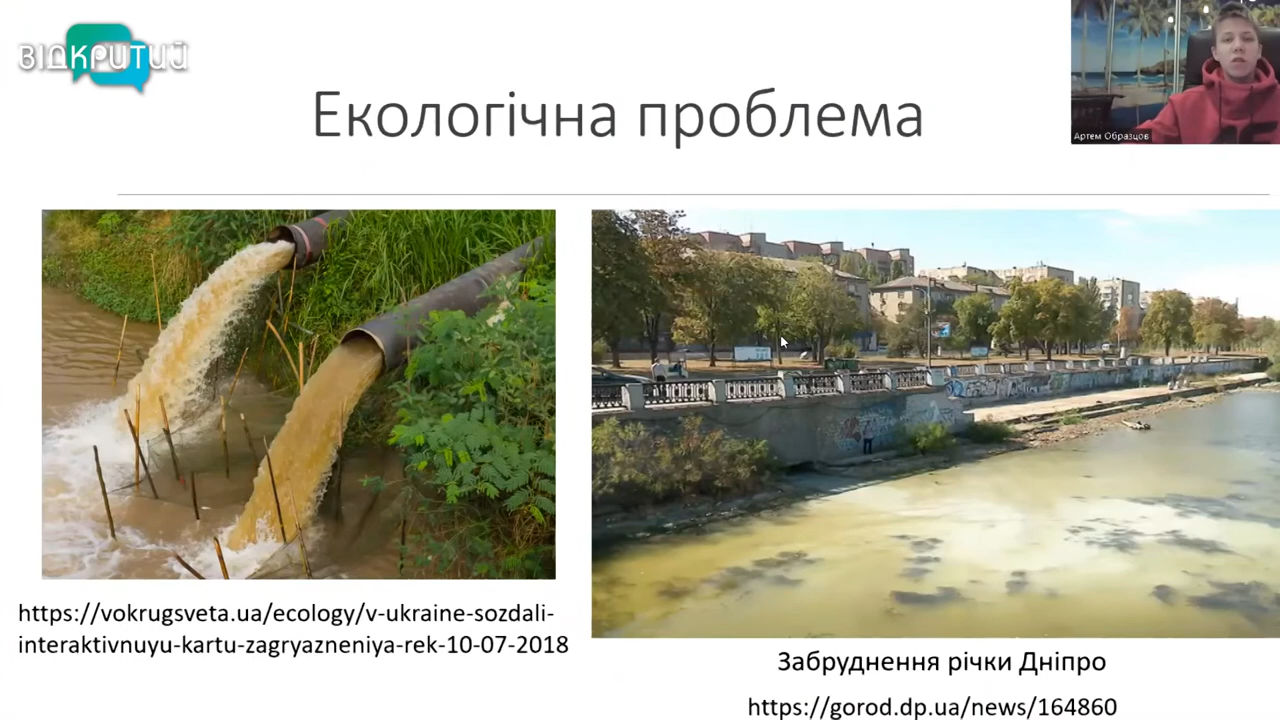 ВІДКРИТИЙ
Екологічна проблема
Артем Образцов
https://vokrugsveta.ua/ecology/v-ukraine-sozdali-
interaktivnuyu-kartu-zagryazneniya-rek-10-07-2018
Забруднення річки Дніпро
https://gorod.dp.ua/news/164860